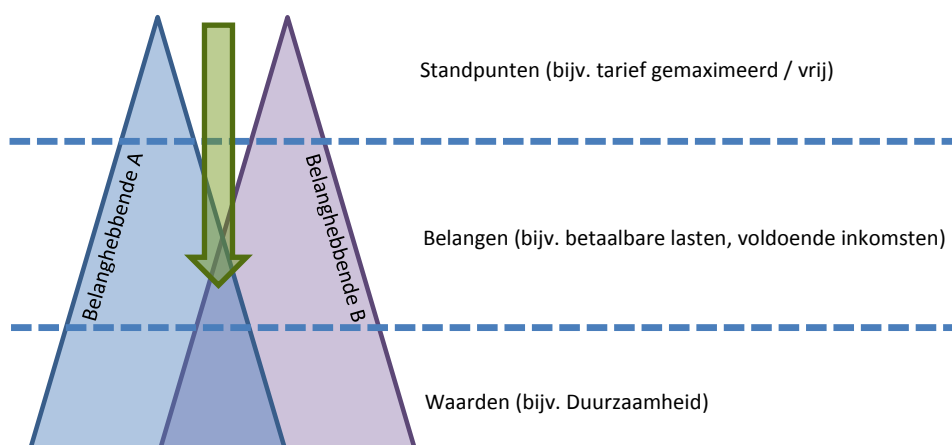 Standpunten (bijv. tarief gemaximeerd / vrij)
Belanghebbende A
Belanghebbende B
Belangen (bijv. betaalbare lasten, voldoende inkomsten)
Waarden (bijv. Duurzaamheid)